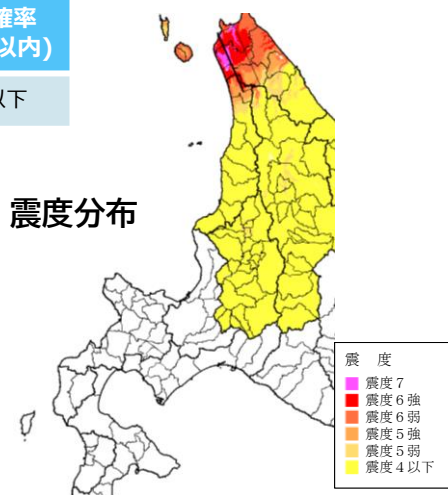 確率
以内)
以下
震度分布
震 度
震度7
震度6強
震度6弱
震度5強
震度5弱
震度4以下